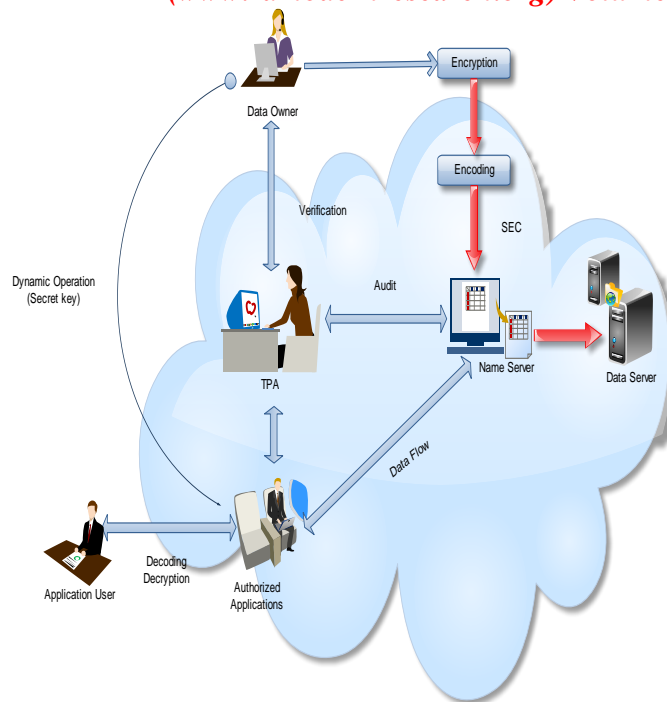 Encryption
Data Owner
Encoding
Verification
SEC
Dynamic Operation
(Secret key)
Audit
Name Server
Data Server
TPA
Data Flow
Decoding
Decryption
Application User
Authorized
Applications